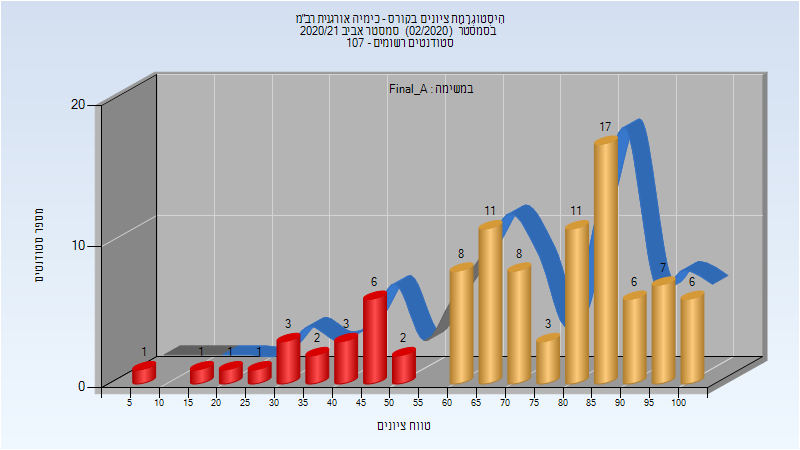 היסטוגרמת ציונים בקורס - כימיה אורגנית רב"מ
בסמסטר (02/2020) סמסטר אביב 2020/21
סטודנטים רשומים - 107
במשימה : Final_A
מספר סטודנטים
20
10
0
1 1 1 1 3 2 3 6 2 8 11 8 3 11 17 6 7 6
5 10 15 20 25 30 35 40 45 50 55 60 65 70 75 80 85 90 95 100
טווח ציונים